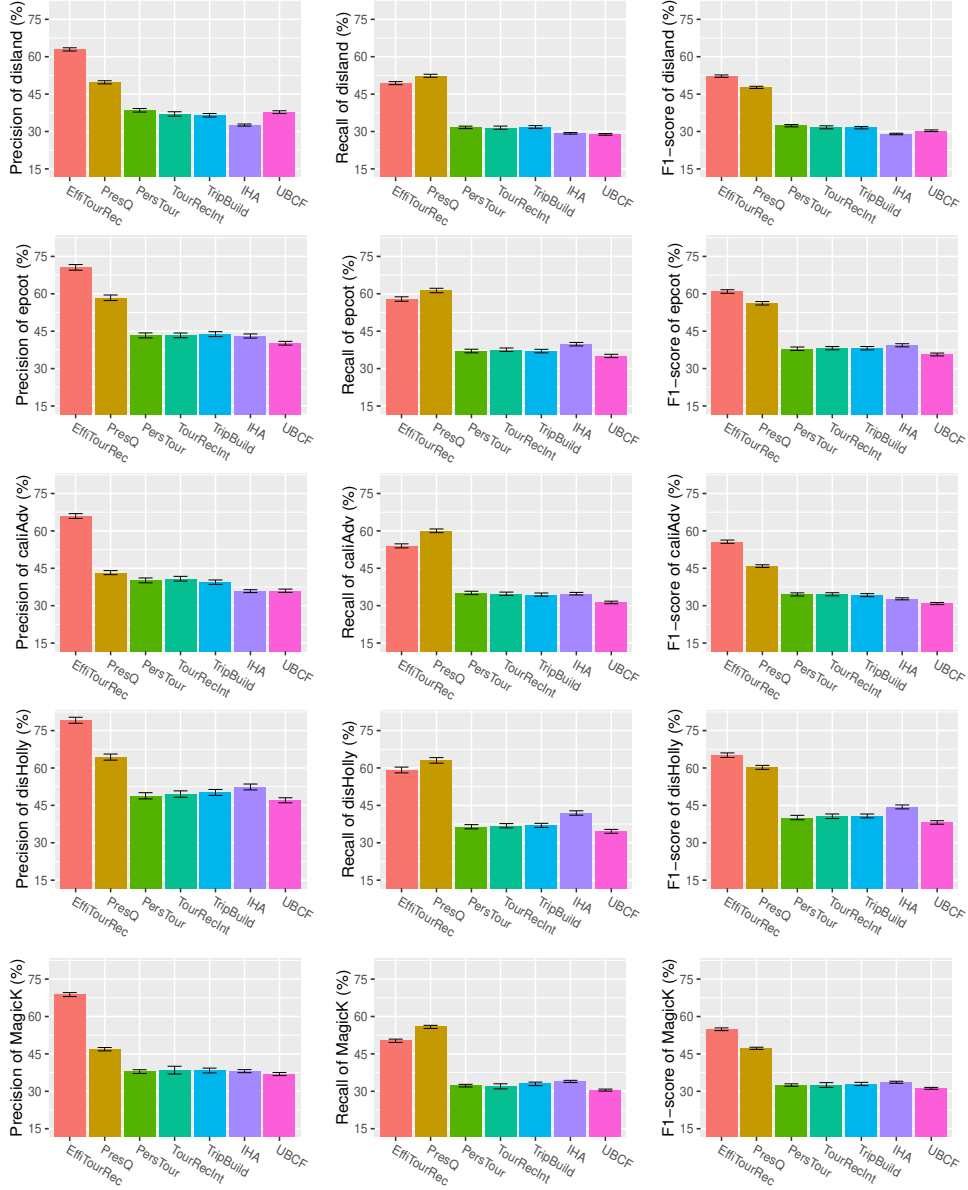 Precision of disland (%)
75
60
45
30
15
EffiTourRec
PresQ
PersTour
TourRecInt
TripBuild
IHA
UBCF
Recall of disland (%)
75
60
45
30
15
EffiTourRec
PresQ
PersTour
TourRecInt
TripBuild
IHA
UBCF
F1−score of disland (%)
75
60
45
30
15
EffiTourRec
PresQ
PersTour
TourRecInt
TripBuild
IHA
UBCF
Precision of epcot (%)
75
60
45
30
15
EffiTourRec
PresQ
PersTour
TourRecInt
TripBuild
IHA
UBCF
Recall of epcot (%)
75
60
45
30
15
EffiTourRec
PresQ
PersTour
TourRecInt
TripBuild
IHA
UBCF
F1−score of epcot (%)
75
60
45
30
15
EffiTourRec
PresQ
PersTour
TourRecInt
TripBuild
IHA
UBCF
Precision of caliAdv (%)
75
60
45
30
15
EffiTourRec
PresQ
PersTour
TourRecInt
TripBuild
IHA
UBCF
Recall of caliAdv (%)
75
60
45
30
15
EffiTourRec
PresQ
PersTour
TourRecInt
TripBuild
IHA
UBCF
F1−score of caliAdv (%)
75
60
45
30
15
EffiTourRec
PresQ
PersTour
TourRecInt
TripBuild
IHA
UBCF
Precision of disHolly (%)
75
60
45
30
15
EffiTourRec
PresQ
PersTour
TourRecInt
TripBuild
IHA
UBCF
Recall of disHolly (%)
75
60
45
30
15
EffiTourRec
PresQ
PersTour
TourRecInt
TripBuild
IHA
UBCF
F1−score of disHolly (%)
75
60
45
30
15
EffiTourRec
PresQ
PersTour
TourRecInt
TripBuild
IHA
UBCF
Precision of MagicK (%)
75
60
45
30
15
EffiTourRec
PresQ
PersTour
TourRecInt
TripBuild
IHA
UBCF
Recall of MagicK (%)
75
60
45
30
15
EffiTourRec
PresQ
PersTour
TourRecInt
TripBuild
IHA
UBCF
F1−score of MagicK (%)
75
60
45
30
15
EffiTourRec
PresQ
PersTour
TourRecInt
TripBuild
IHA
UBCF